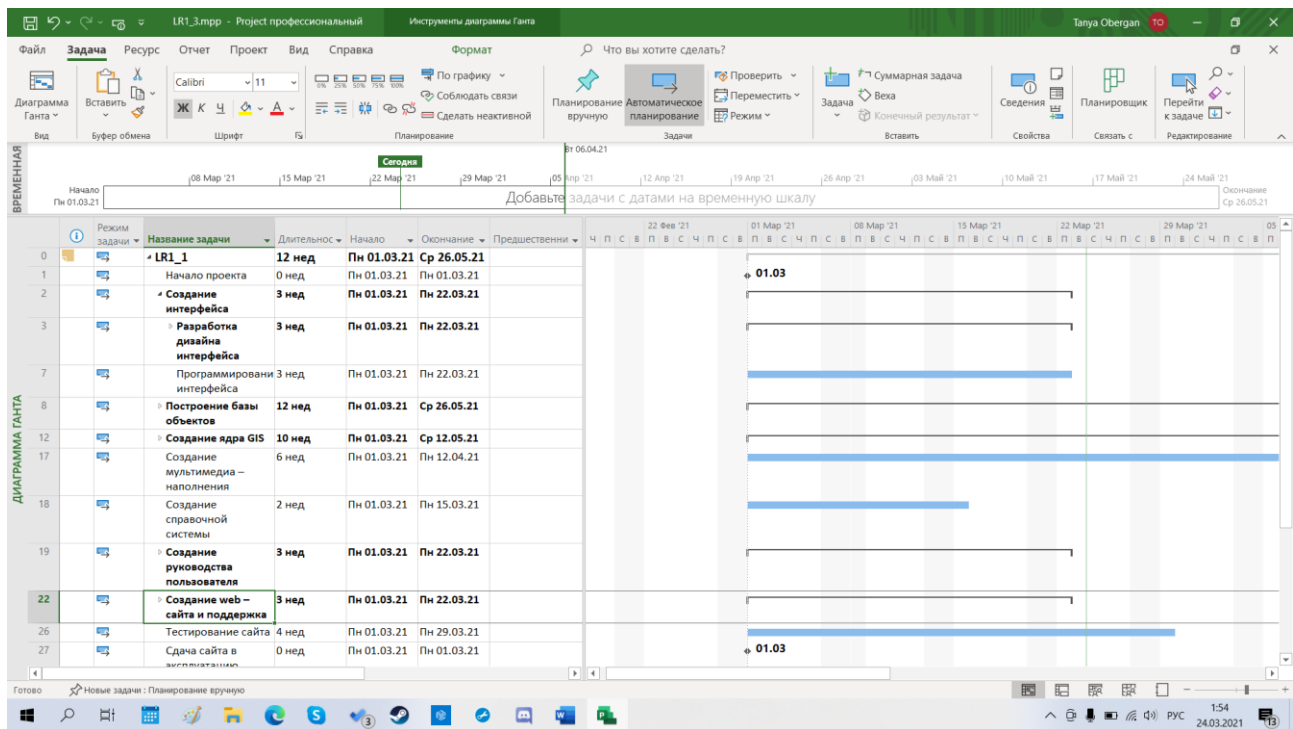 LR1_3.mpp - Project профессиональный
Инструменты диаграммы Ганта
Tanya Obergan TO
Файл Задача Ресурс Отчет Проект Вид Справка Формат Что вы хотите сделать?
Диаграмма Ганта
Вид
Вставить
Буфер обмена
Calibri 11
Ж К Ч
Шрифт
0% 25% 50% 75% 100%
По графику
Соблюдать связи
Сделать неактивной
Планирование
Планирование вручную
Автоматическое планирование
Проверить
Переместить
Режим
Задачи
Задача
Суммарная задача
Веха
Конечный результат
Вставить
Сведения
Свойства
Планировщик
Связать с
Перейти к задаче
Редактирование
ВРЕМЕННАЯ
Вт 06.04.21
Сегодня
08 Мар '21 15 Мар '21 22 Мар '21 29 Мар '21 05 Апр '21 12 Апр '21 19 Апр '21 26 Апр '21 03 Май '21 10 Май '21 17 Май '21 24 Май '21
Начало
Пн 01.03.21
Добавьте задачи с датами на временную шкалу
Окончание
Ср 26.05.21
ДИАГРАММА ГАНТА
Режим задачи Название задачи Длительнос Начало Окончание Предшественни
22 Фев '21 01 Мар '21 08 Мар '21 15 Мар '21 22 Мар '21 29 Мар '21 05
Ч П С В П В С Ч П С В П В С Ч П С В П В С Ч П С В П В С Ч П С В П В С Ч П С В П В С Ч П С В П
0 LR1_1 12 нед Пн 01.03.21 Ср 26.05.21
1 Начало проекта 0 нед Пн 01.03.21 Пн 01.03.21 01.03
2 Создание интерфейса 3 нед Пн 01.03.21 Пн 22.03.21
3 Разработка дизайна интерфейса 3 нед Пн 01.03.21 Пн 22.03.21
7 Программировани интерфейса 3 нед Пн 01.03.21 Пн 22.03.21
8 Построение базы объектов 12 нед Пн 01.03.21 Ср 26.05.21
12 Создание ядра GIS 10 нед Пн 01.03.21 Ср 12.05.21
17 Создание мультимедиа – наполнения 6 нед Пн 01.03.21 Пн 12.04.21
18 Создание справочной системы 2 нед Пн 01.03.21 Пн 15.03.21
19 Создание руководства пользователя 3 нед Пн 01.03.21 Пн 22.03.21
22 Создание web – сайта и поддержка 3 нед Пн 01.03.21 Пн 22.03.21
26 Тестирование сайта 4 нед Пн 01.03.21 Пн 29.03.21
27 Сдача сайта в эксплуатацию 0 нед Пн 01.03.21 Пн 01.03.21 01.03
Готово Новые задачи : Планирование вручную
3
РУС
1:54
24.03.2021
13